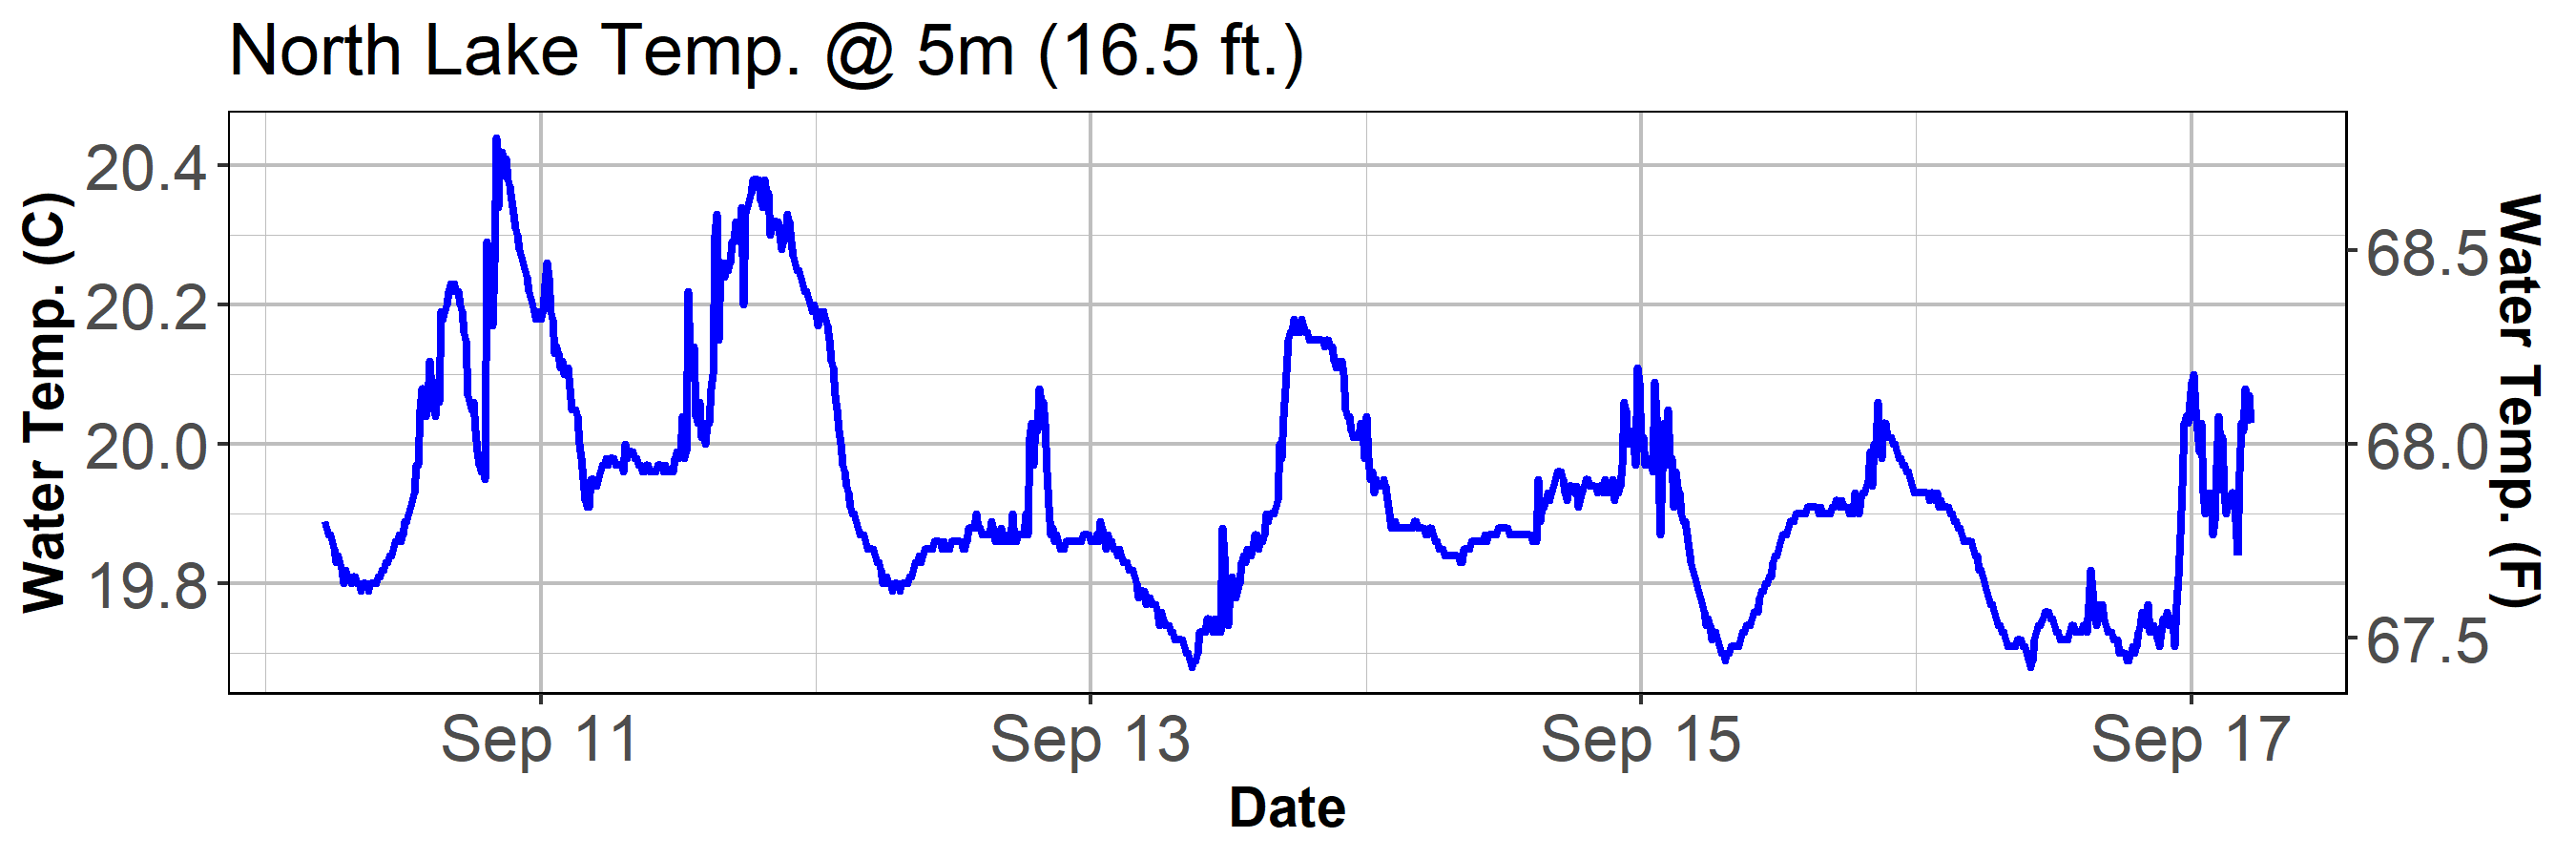 North Lake Temp. @ 5m (16.5 ft.)
Water Temp. (C)
20.4
20.2
20.0
19.8
68.5
68.0
67.5
Water Temp. (F)
Sep 11
Sep 13
Sep 15
Sep 17
Date